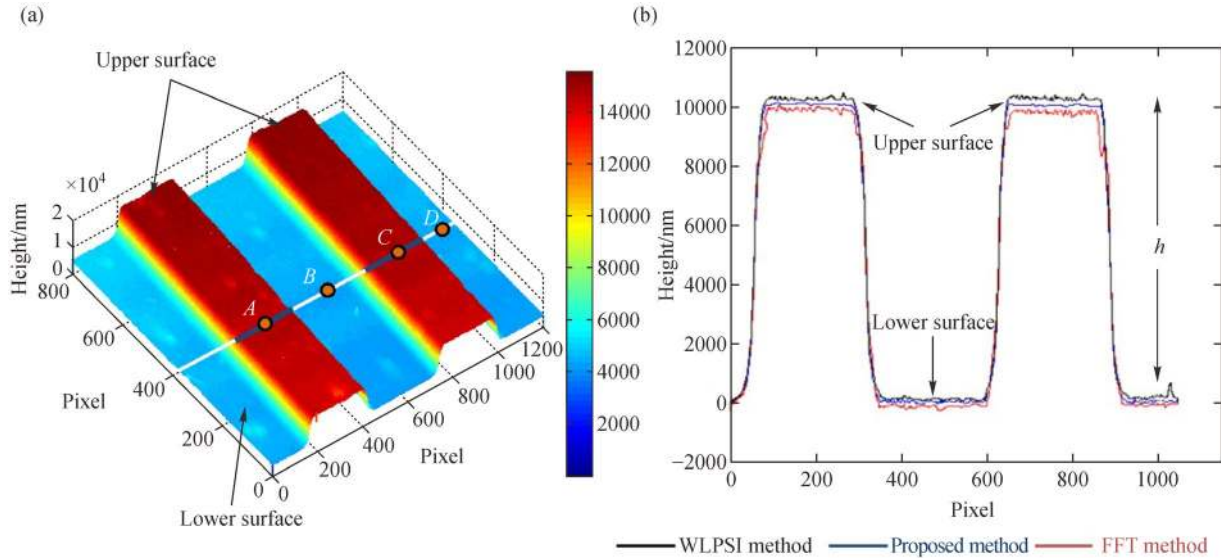 (a)
Upper surface
×10⁴
Height/nm
2
1
0
800
600
400
200
0
Pixel
A
B
C
D
0
200
400
600
800
1000
1200
Pixel
Lower surface
14000
12000
10000
8000
6000
4000
2000
(b)
Height/nm
12000
10000
8000
6000
4000
2000
0
−2000
Upper surface
Lower surface
h
0
200
400
600
800
1000
Pixel
WLPSI method
Proposed method
FFT method